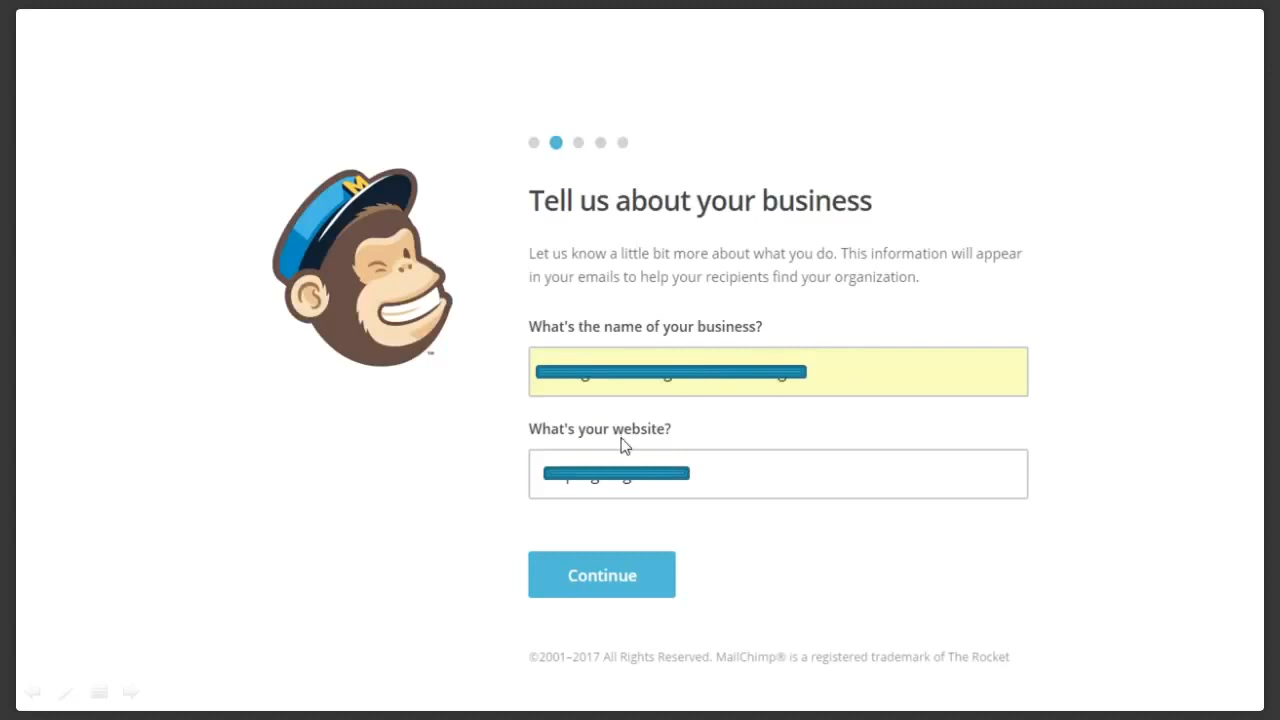 M
Tell us about your business
Let us know a little bit more about what you do. This information will appear
in your emails to help your recipients find your organization.
What's the name of your business?
What's your website?
Continue
©2001–2017 All Rights Reserved. MailChimp® is a registered trademark of The Rocket